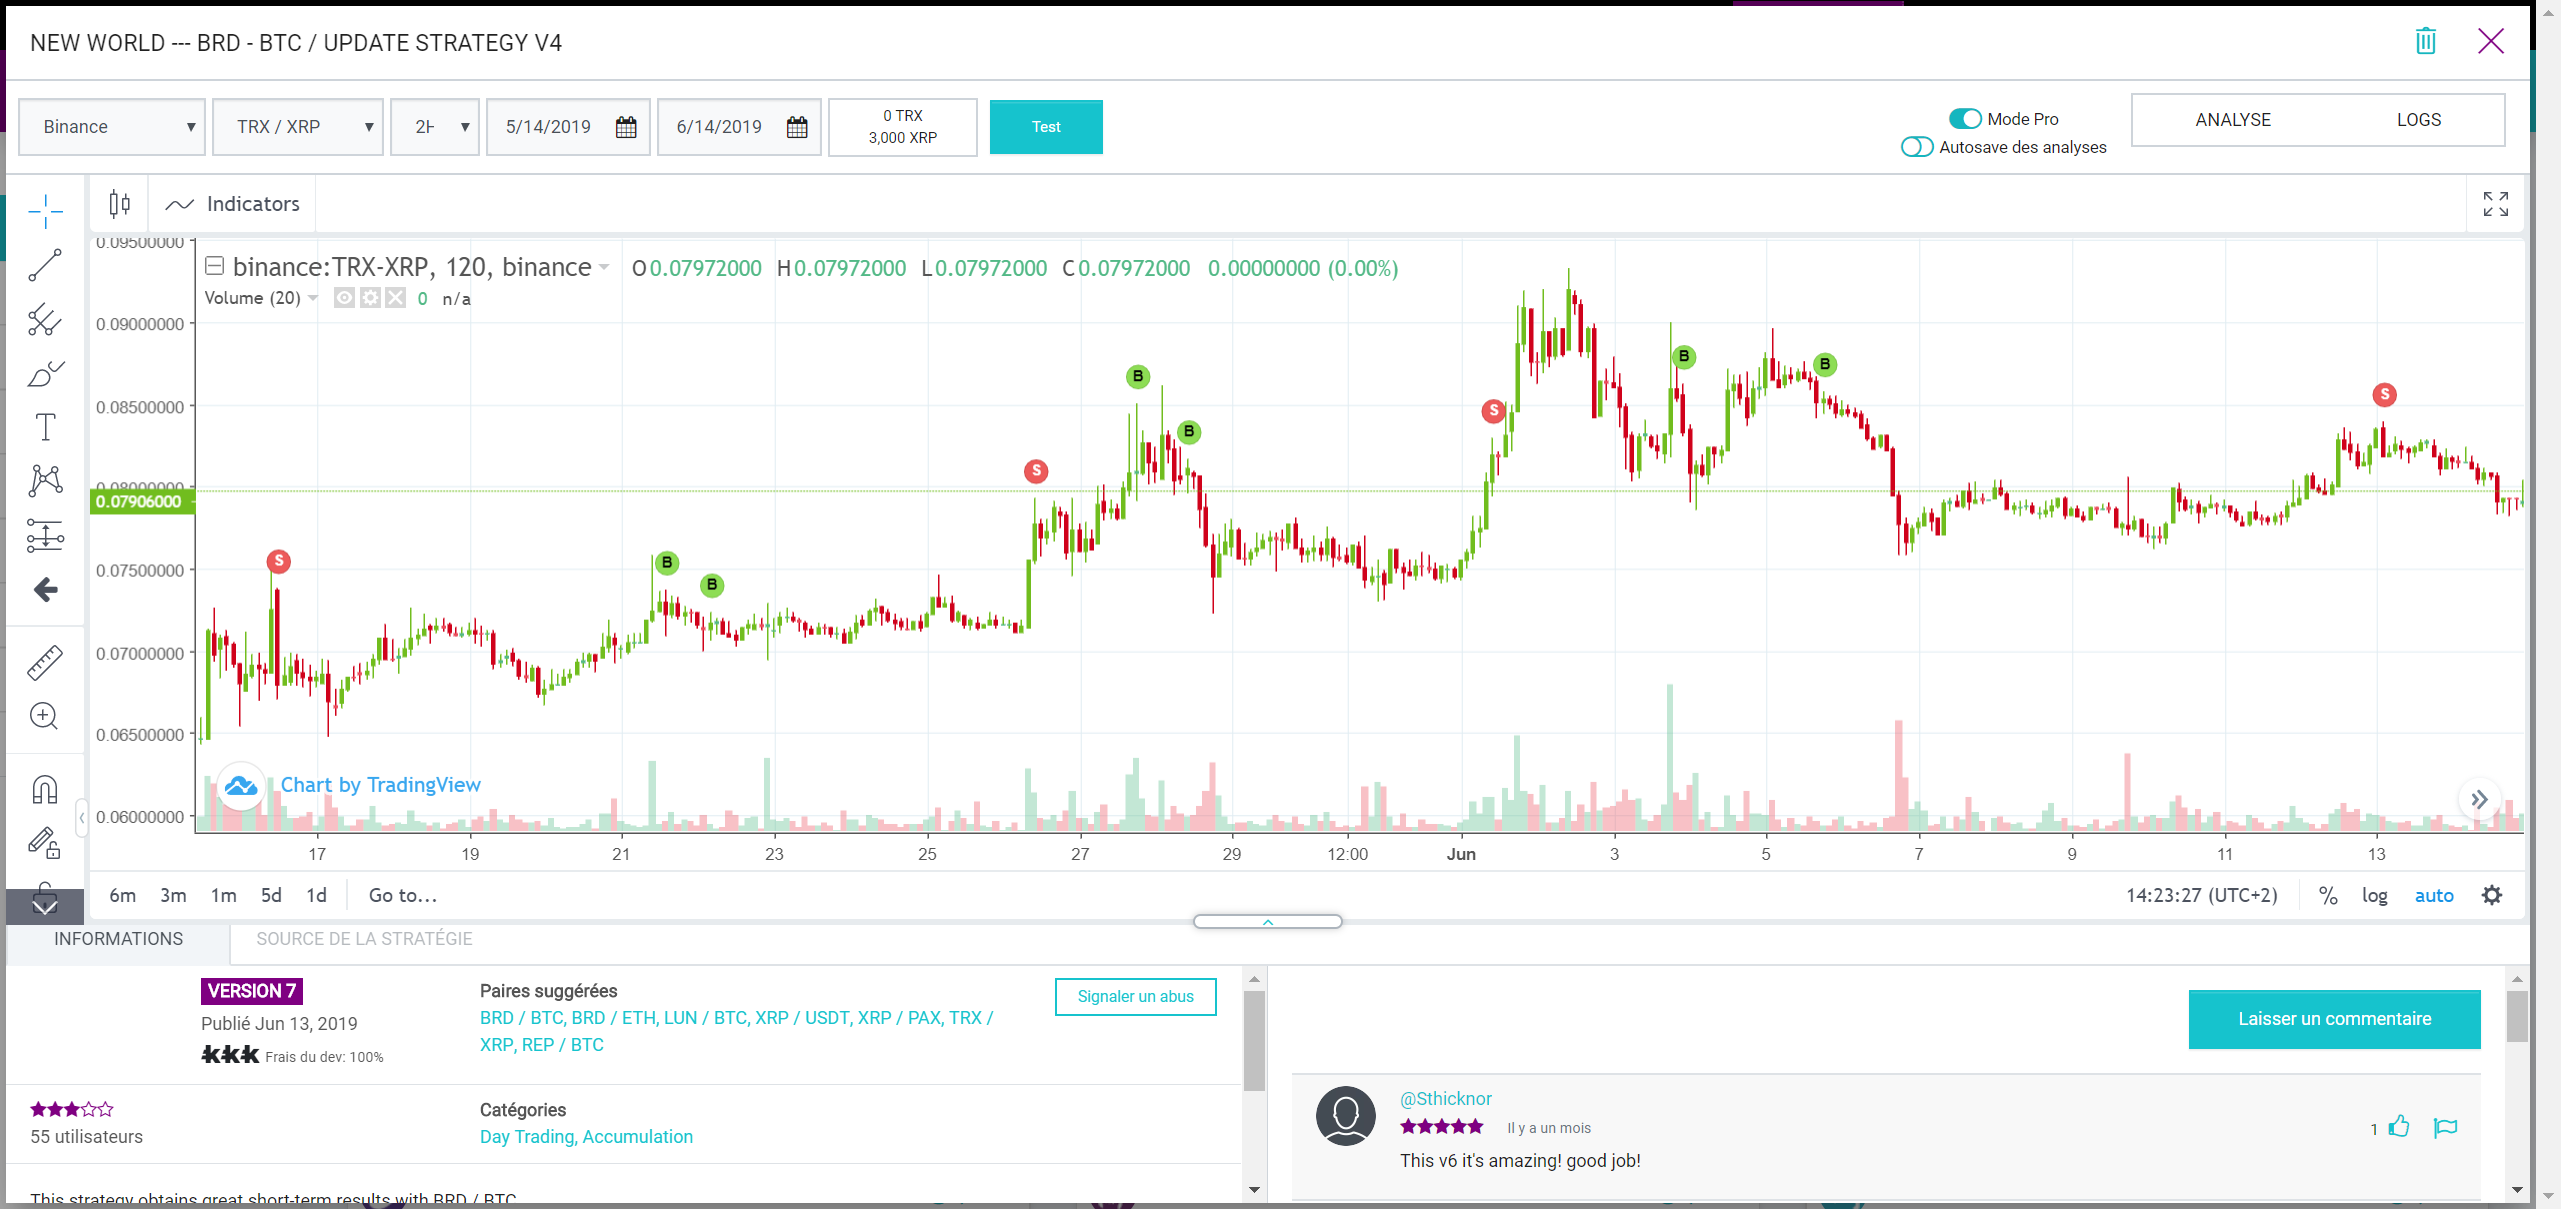 NEW WORLD --- BRD - BTC / UPDATE STRATEGY V4
Binance
TRX / XRP
5/14/2019
6/14/2019
0 TRX
3,000 XRP
Test
Mode Pro
Autosave des analyses
ANALYSE
LOGS
Indicators
binance:TRX-XRP, 120, binance
O 0.07972000 H 0.07972000 L 0.07972000 C 0.07972000 0.00000000 (0.00%)
Volume (20) 0 n/a
0.09500000
0.09000000
0.08500000
0.08000000
0.07906000
0.07500000
0.07000000
0.06500000
0.06000000
S
B
B
S
B
B
S
B
B
S
Chart by TradingView
17 19 21 23 25 27 29 12:00 Jun 3 5 7 9 11 13
6m 3m 1m 5d 1d Go to...
14:23:27 (UTC+2) % log auto
INFORMATIONS
SOURCE DE LA STRATÉGIE
VERSION 7
Publié Jun 13, 2019
Frais du dev: 100%
Paires suggérées
BRD / BTC, BRD / ETH, LUN / BTC, XRP / USDT, XRP / PAX, TRX /
XRP, REP / BTC
Signaler un abus
55 utilisateurs
Catégories
Day Trading, Accumulation
This strategy obtains great short-term results with BRD / BTC
Laisser un commentaire
@Sthicknor
Il y a un mois
1
This v6 it's amazing! good job!